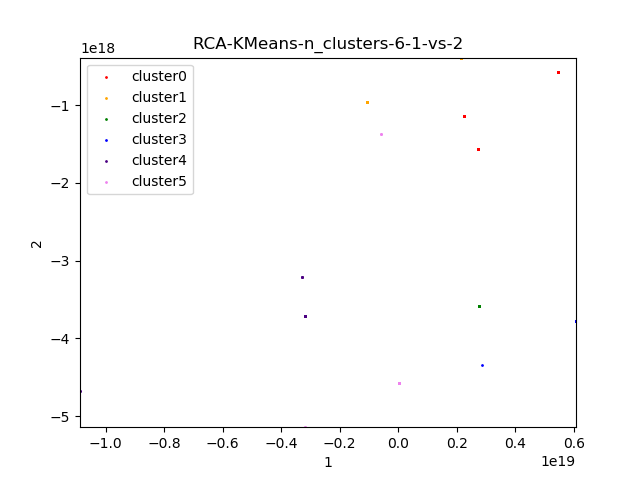 RCA-KMeans-n_clusters-6-1-vs-2
1e18
cluster0
cluster1
cluster2
cluster3
cluster4
cluster5
−1
−2
−3
−4
−5
2
−1.0 −0.8 −0.6 −0.4 −0.2 0.0 0.2 0.4 0.6
1
1e19